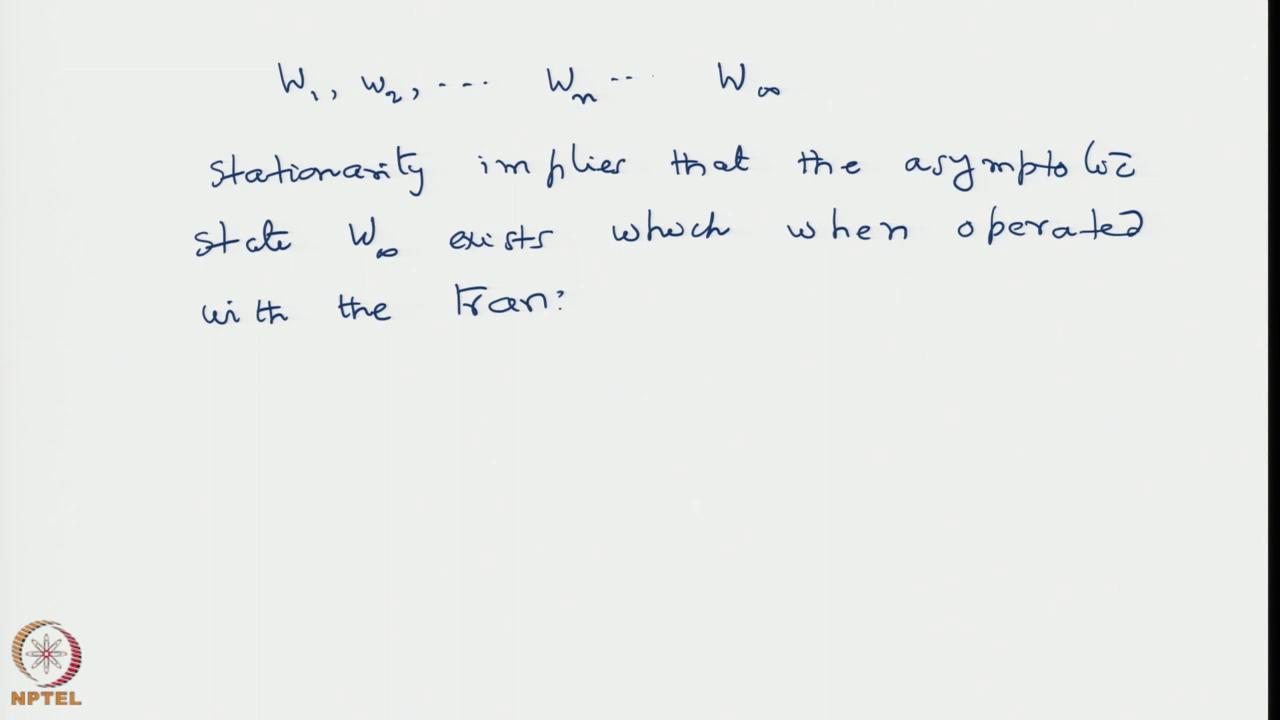 W₁, W₂, --- Wₙ -- W∞
stationarity implies that the asymptotic
state W∞ exists which when operated
with the Tran:
NPTEL